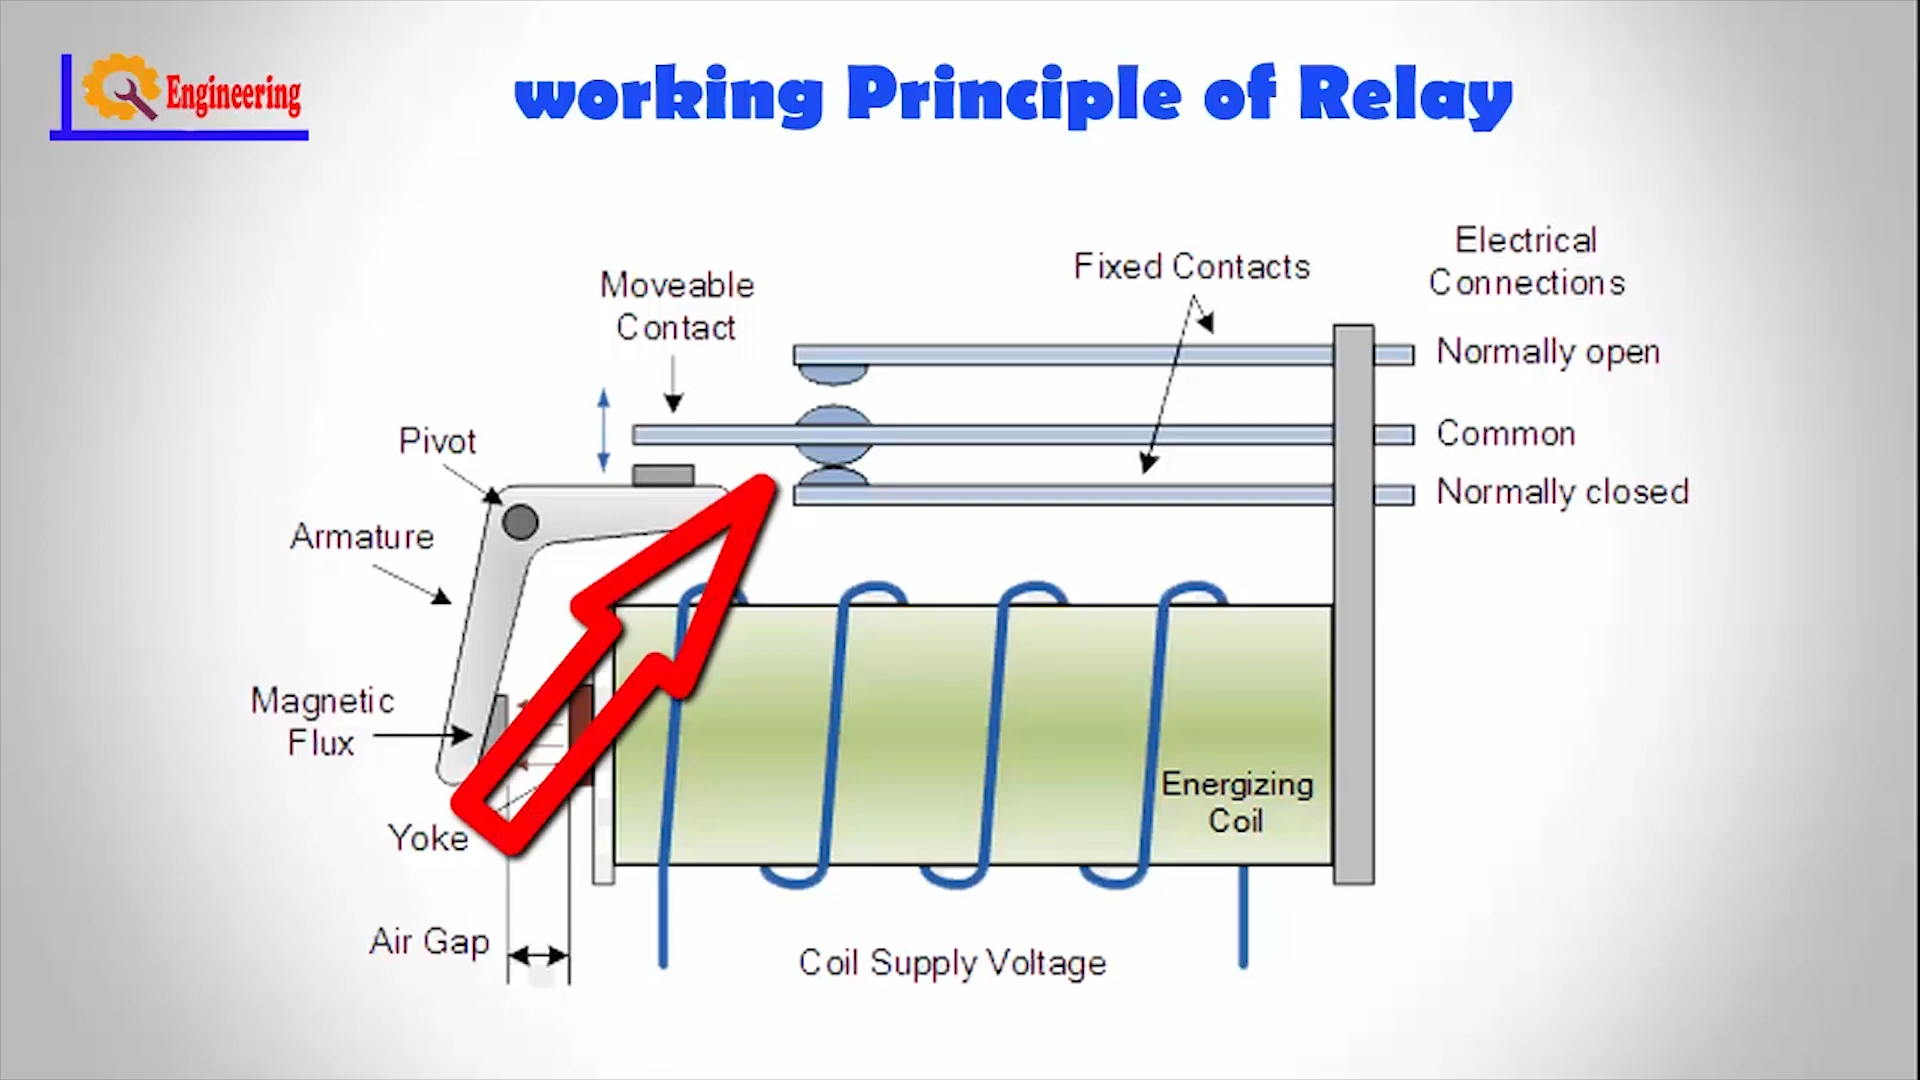 Engineering
working Principle of Relay
Electrical
Connections
Fixed Contacts
Moveable
Contact
Normally open
Common
Normally closed
Pivot
Armature
Magnetic
Flux
Energizing
Coil
Yoke
Air Gap
Coil Supply Voltage